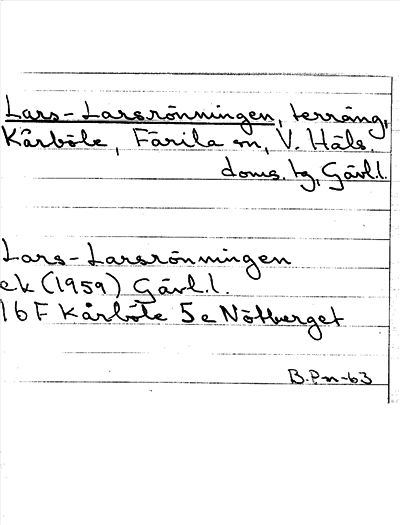 Lars-Larsrönningen, terräng,
Kårböle, Färila sn, V. Häls.
doms. tg, Gävl.l.
Lars-Larsrönningen
ek (1959) Gävl.l.
16 F Kårböle 5 e Nötberget
B.Pn-63